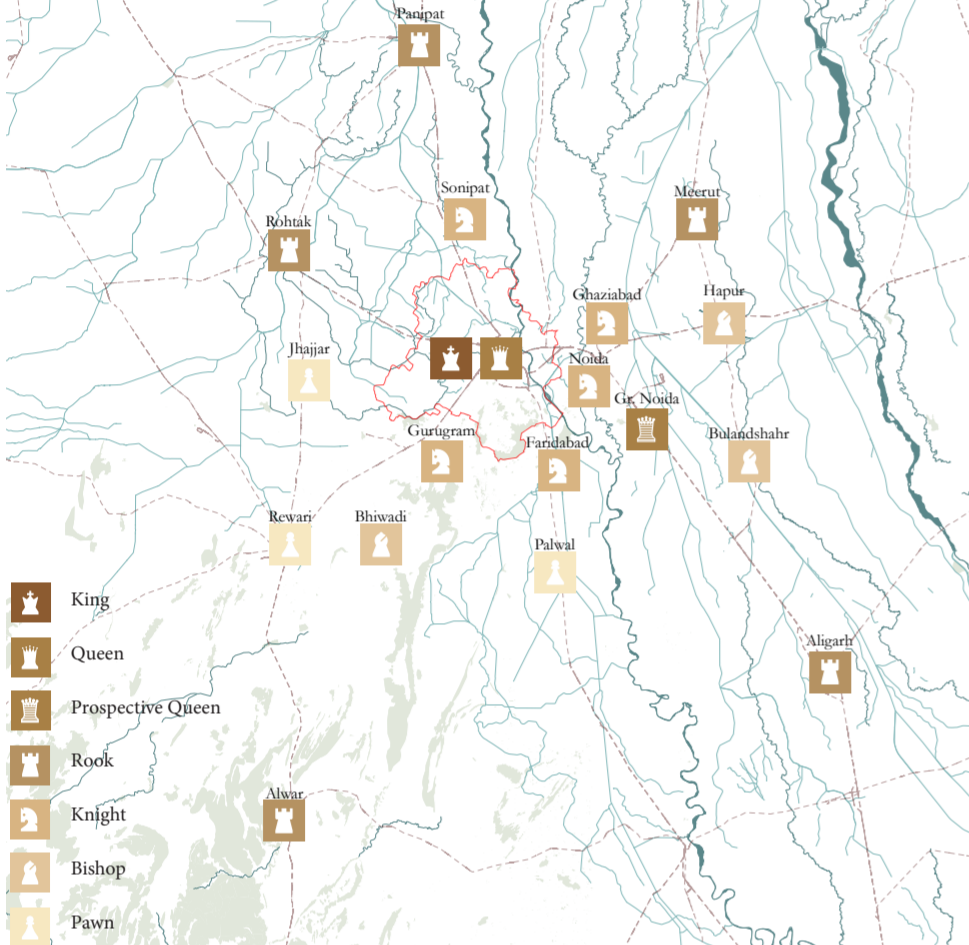 Panipat
Sonipat
Meerut
Rohtak
Ghaziabad
Hapur
Jhajjar
Noida
Gr. Noida
Gurugram
Faridabad
Bulandshahr
Rewari
Bhiwadi
Palwal
King
Queen
Aligarh
Prospective Queen
Rook
Alwar
Knight
Bishop
Pawn